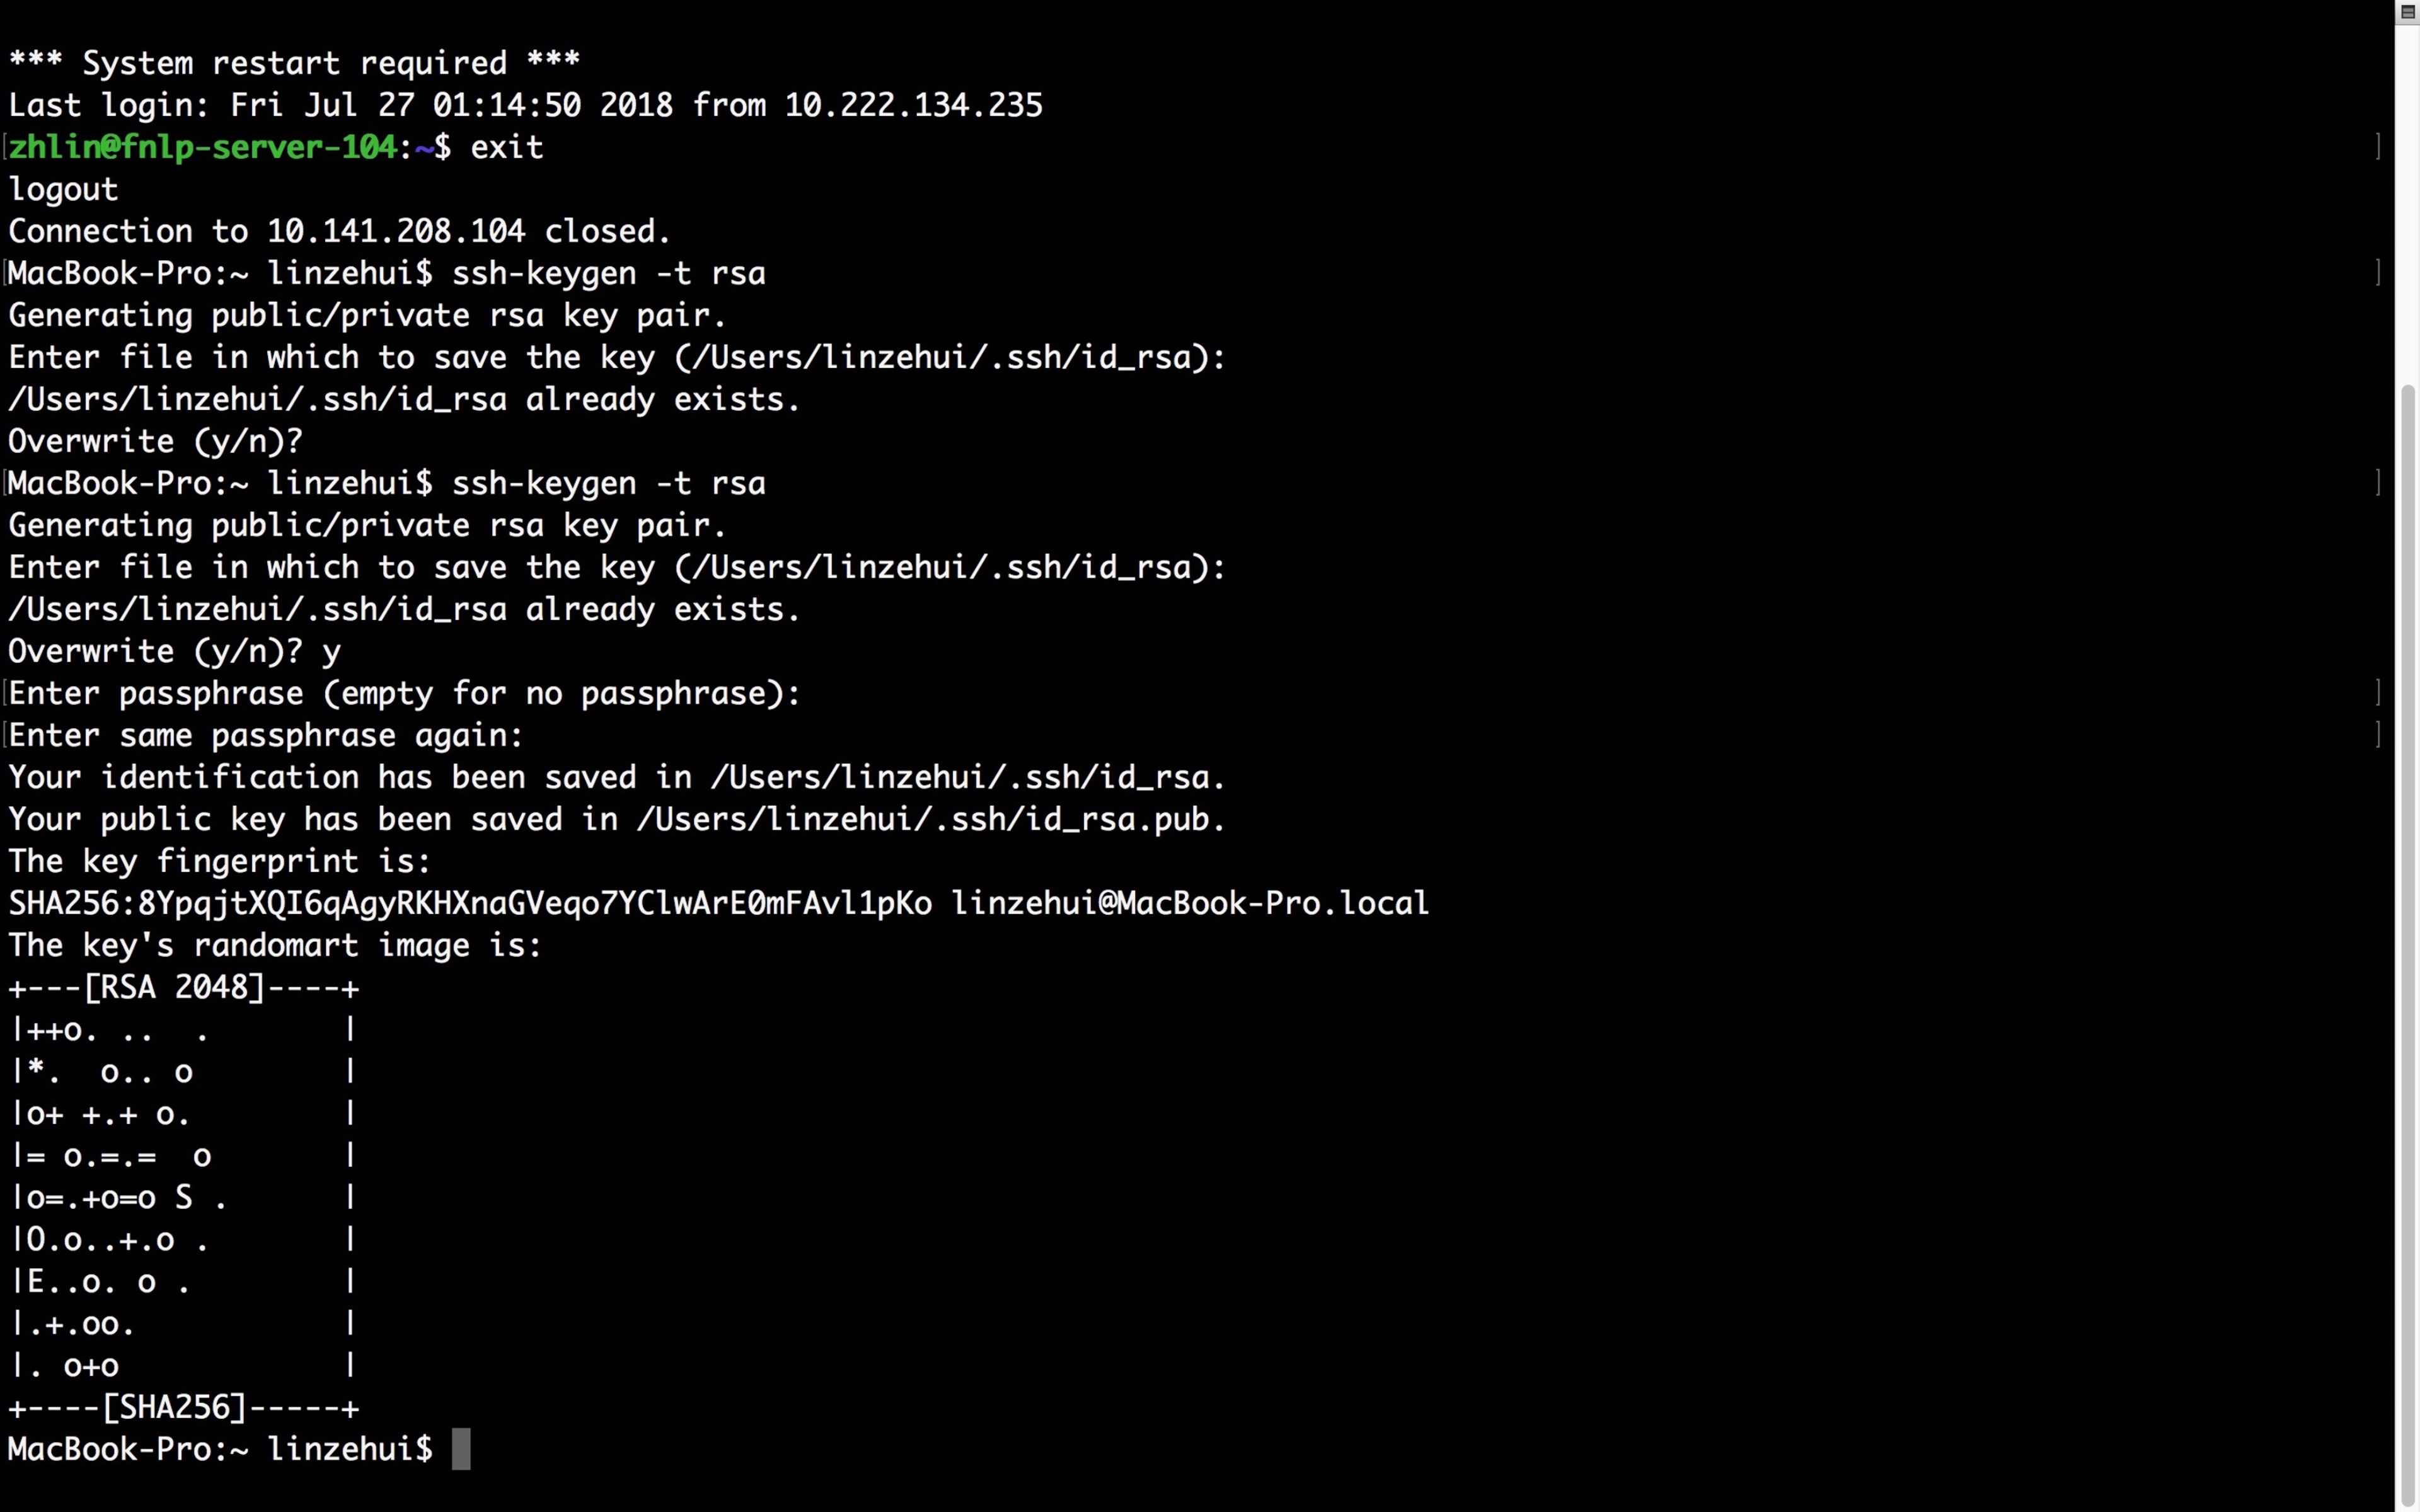 *** System restart required ***
Last login: Fri Jul 27 01:14:50 2018 from 10.222.134.235
[zhlin@fnlp-server-104:~$ exit ]
logout
Connection to 10.141.208.104 closed.
[MacBook-Pro:~ linzehui$ ssh-keygen -t rsa ]
Generating public/private rsa key pair.
Enter file in which to save the key (/Users/linzehui/.ssh/id_rsa):
/Users/linzehui/.ssh/id_rsa already exists.
Overwrite (y/n)?
[MacBook-Pro:~ linzehui$ ssh-keygen -t rsa ]
Generating public/private rsa key pair.
Enter file in which to save the key (/Users/linzehui/.ssh/id_rsa):
/Users/linzehui/.ssh/id_rsa already exists.
Overwrite (y/n)? y
[Enter passphrase (empty for no passphrase): ]
[Enter same passphrase again: ]
Your identification has been saved in /Users/linzehui/.ssh/id_rsa.
Your public key has been saved in /Users/linzehui/.ssh/id_rsa.pub.
The key fingerprint is:
SHA256:8YpqjtXQI6qAgyRKHXnaGVeqo7YClwArE0mFAvl1pKo linzehui@MacBook-Pro.local
The key's randomart image is:
+---[RSA 2048]----+
|++o. ..  .       |
|*.  o.. o        |
|o+ +.+ o.        |
|= o.=.=  o       |
|o=.+o=o S .      |
|O.o..+.o .       |
|E..o. o .        |
|.+.oo.           |
|. o+o            |
+----[SHA256]-----+
MacBook-Pro:~ linzehui$